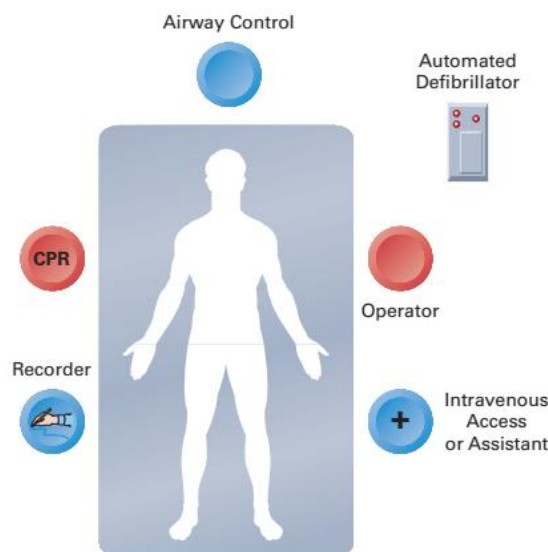 Airway Control
Automated
Defibrillator
CPR
Operator
Recorder
+
Intravenous
Access
or Assistant